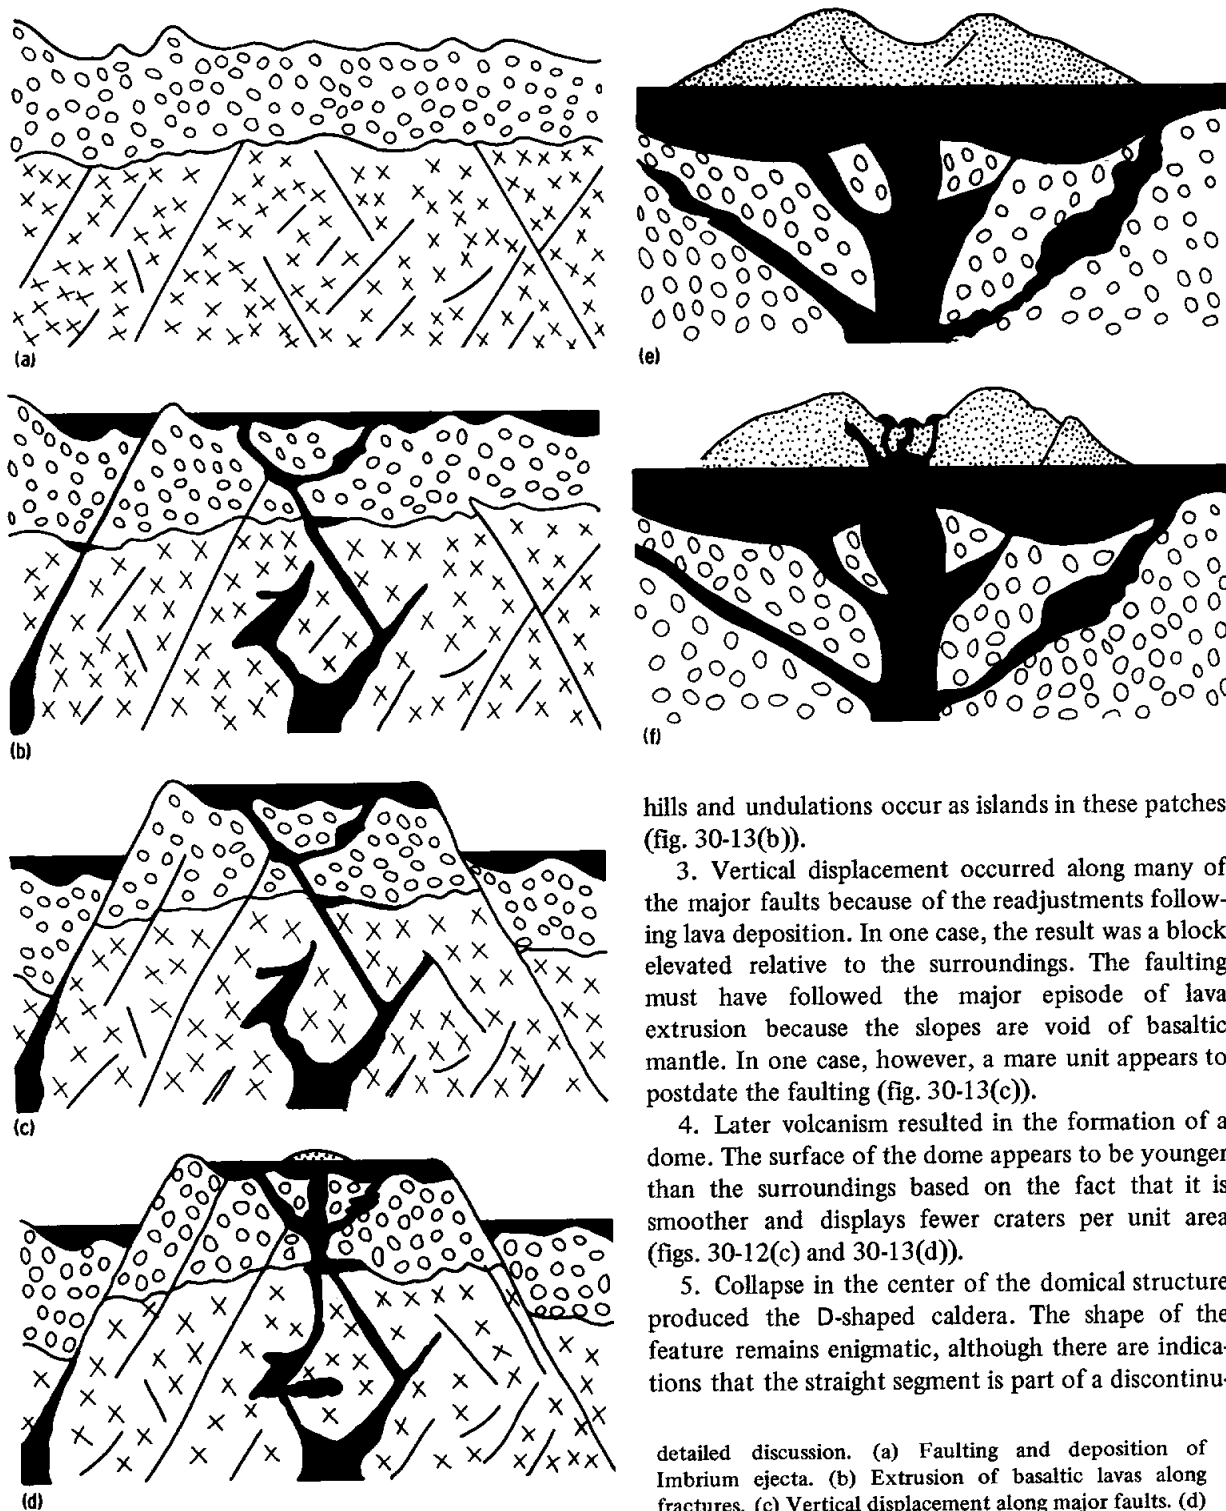 (a)
(b)
(c)
(d)
(e)
(f)
hills and undulations occur as islands in these patches
(fig. 30-13(b)).
3. Vertical displacement occurred along many of
the major faults because of the readjustments follow-
ing lava deposition. In one case, the result was a block
elevated relative to the surroundings. The faulting
must have followed the major episode of lava
extrusion because the slopes are void of basaltic
mantle. In one case, however, a mare unit appears to
postdate the faulting (fig. 30-13(c)).
4. Later volcanism resulted in the formation of a
dome. The surface of the dome appears to be younger
than the surroundings based on the fact that it is
smoother and displays fewer craters per unit area
(figs. 30-12(c) and 30-13(d)).
5. Collapse in the center of the domical structure
produced the D-shaped caldera. The shape of the
feature remains enigmatic, although there are indica-
tions that the straight segment is part of a discontinu-
detailed discussion. (a) Faulting and deposition of
Imbrium ejecta. (b) Extrusion of basaltic lavas along
fractures. (c) Vertical displacement along major faults. (d)